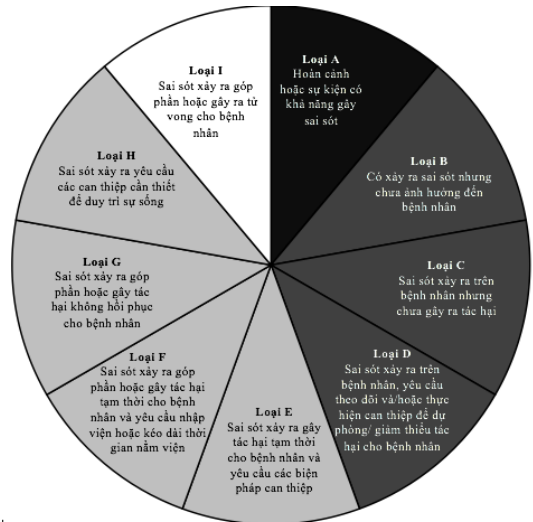 Loại A
Hoàn cảnh
hoặc sự kiện có
khả năng gây
sai sót
Loại B
Có xảy ra sai sót nhưng
chưa ảnh hưởng đến
bệnh nhân
Loại C
Sai sót xảy ra trên
bệnh nhân nhưng
chưa gây ra tác hại
Loại D
Sai sót xảy ra trên
bệnh nhân, yêu cầu
theo dõi và/hoặc thực
hiện can thiệp để dự
phòng/ giảm thiểu tác
hại cho bệnh nhân
Loại E
Sai sót xảy ra gây
tác hại tạm thời
cho bệnh nhân và
yêu cầu các biện
pháp can thiệp
Loại F
Sai sót xảy ra góp
phần hoặc gây tác hại
tạm thời cho bệnh
nhân và yêu cầu nhập
viện hoặc kéo dài thời
gian nằm viện
Loại G
Sai sót xảy ra góp
phần hoặc gây tác
hại không hồi phục
cho bệnh nhân
Loại H
Sai sót xảy ra yêu cầu
các can thiệp cần thiết
để duy trì sự sống
Loại I
Sai sót xảy ra góp
phần hoặc gây ra tử
vong cho bệnh
nhân